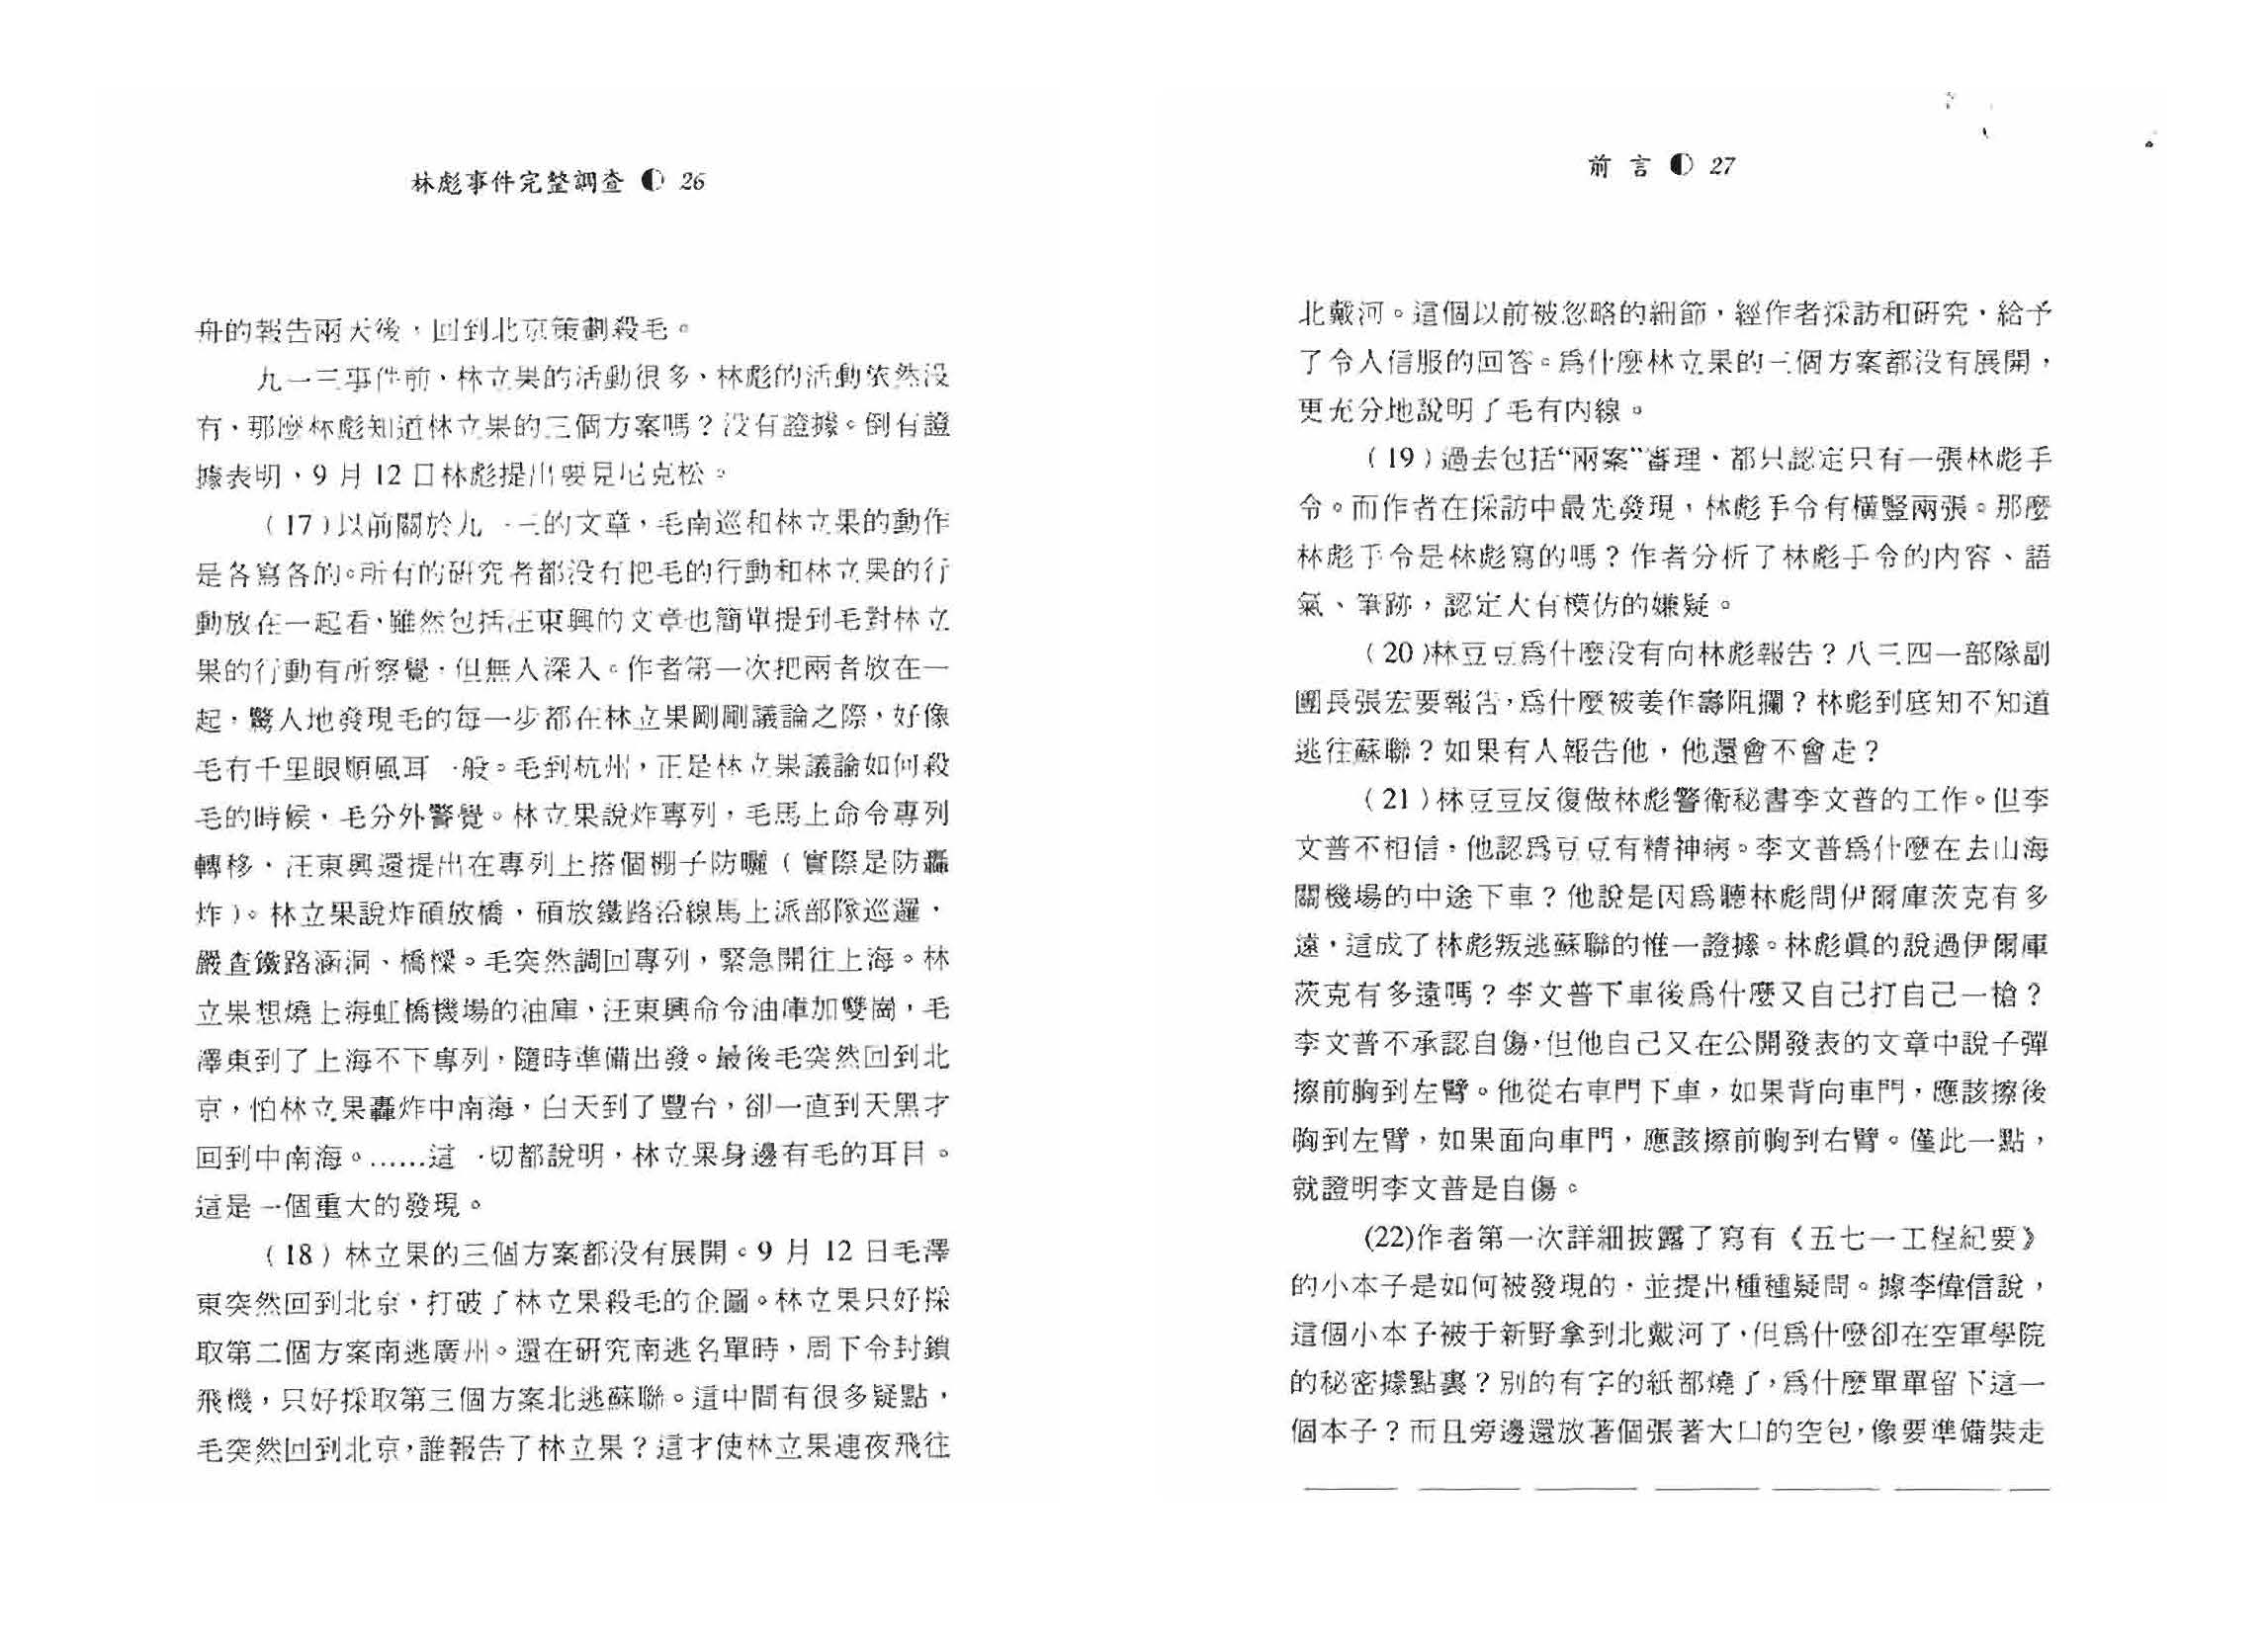 林彪事件完整調查 26
舟的報告兩天後，回到北京策劃殺毛。
九一三事件前，林立果的活動很多，林彪的活動依然没
有，那麼林彪知道林立果的三個方案嗎？没有證據。倒有證
據表明，9 月 12 日林彪提出要見尼克松。
（17）以前關於九一三的文章，毛南巡和林立果的動作
是各寫各的。所有的研究者都没有把毛的行動和林立果的行
動放在一起看，雖然包括汪東興的文章也簡單提到毛對林立
果的行動有所察覺，但無人深入。作者第一次把兩者放在一
起，驚人地發現毛的每一步都在林立果剛剛議論之際，好像
毛有千里眼順風耳一般。毛到杭州，正是林立果議論如何殺
毛的時候，毛分外警覺。林立果說炸專列，毛馬上命令專列
轉移，汪東興還提出在專列上搭個棚子防曬（實際是防轟
炸）。林立果說炸碩放橋，碩放鐵路沿線馬上派部隊巡邏，
嚴查鐵路涵洞、橋樑。毛突然調回專列，緊急開往上海。林
立果想燒上海虹橋機場的油庫，汪東興命令油庫加雙崗，毛
澤東到了上海不下專列，隨時準備出發。最後毛突然回到北
京，怕林立果轟炸中南海，白天到了豐台，卻一直到天黑才
回到中南海。……這一切都說明，林立果身邊有毛的耳目。
這是一個重大的發現。
（18）林立果的三個方案都没有展開。9 月 12 日毛澤
東突然回到北京，打破了林立果殺毛的企圖。林立果只好採
取第二個方案南逃廣州。還在研究南逃名單時，周下令封鎖
飛機，只好採取第三個方案北逃蘇聯。這中間有很多疑點，
毛突然回到北京，誰報告了林立果？這才使林立果連夜飛往
前言 27
北戴河。這個以前被忽略的細節，經作者採訪和研究，給予
了令人信服的回答。爲什麼林立果的三個方案都没有展開，
更充分地說明了毛有内線。
（19）過去包括“兩案”審理，都只認定只有一張林彪手
令。而作者在採訪中最先發現，林彪手令有橫豎兩張。那麼
林彪手令是林彪寫的嗎？作者分析了林彪手令的内容、語
氣、筆跡，認定大有模仿的嫌疑。
（20）林豆豆爲什麼没有向林彪報告？八三四一部隊副
團長張宏要報告，爲什麼被姜作壽阻攔？林彪到底知不知道
逃往蘇聯？如果有人報告他，他還會不會走？
（21）林豆豆反復做林彪警衛秘書李文普的工作。但李
文普不相信，他認爲豆豆有精神病。李文普爲什麼在去山海
關機場的中途下車？他說是因爲聽林彪問伊爾庫茨克有多
遠，這成了林彪叛逃蘇聯的惟一證據。林彪眞的說過伊爾庫
茨克有多遠嗎？李文普下車後爲什麼又自己打自己一槍？
李文普不承認自傷，但他自己又在公開發表的文章中說子彈
擦前胸到左臂。他從右車門下車，如果背向車門，應該擦後
胸到左臂，如果面向車門，應該擦前胸到右臂。僅此一點，
就證明李文普是自傷。
(22)作者第一次詳細披露了寫有《五七一工程紀要》
的小本子是如何被發現的，並提出種種疑問。據李偉信說，
這個小本子被于新野拿到北戴河了，但爲什麼卻在空軍學院
的秘密據點裏？別的有字的紙都燒了，爲什麼單單留下這一
個本子？而且旁邊還放著個張著大口的空包，像要準備裝走